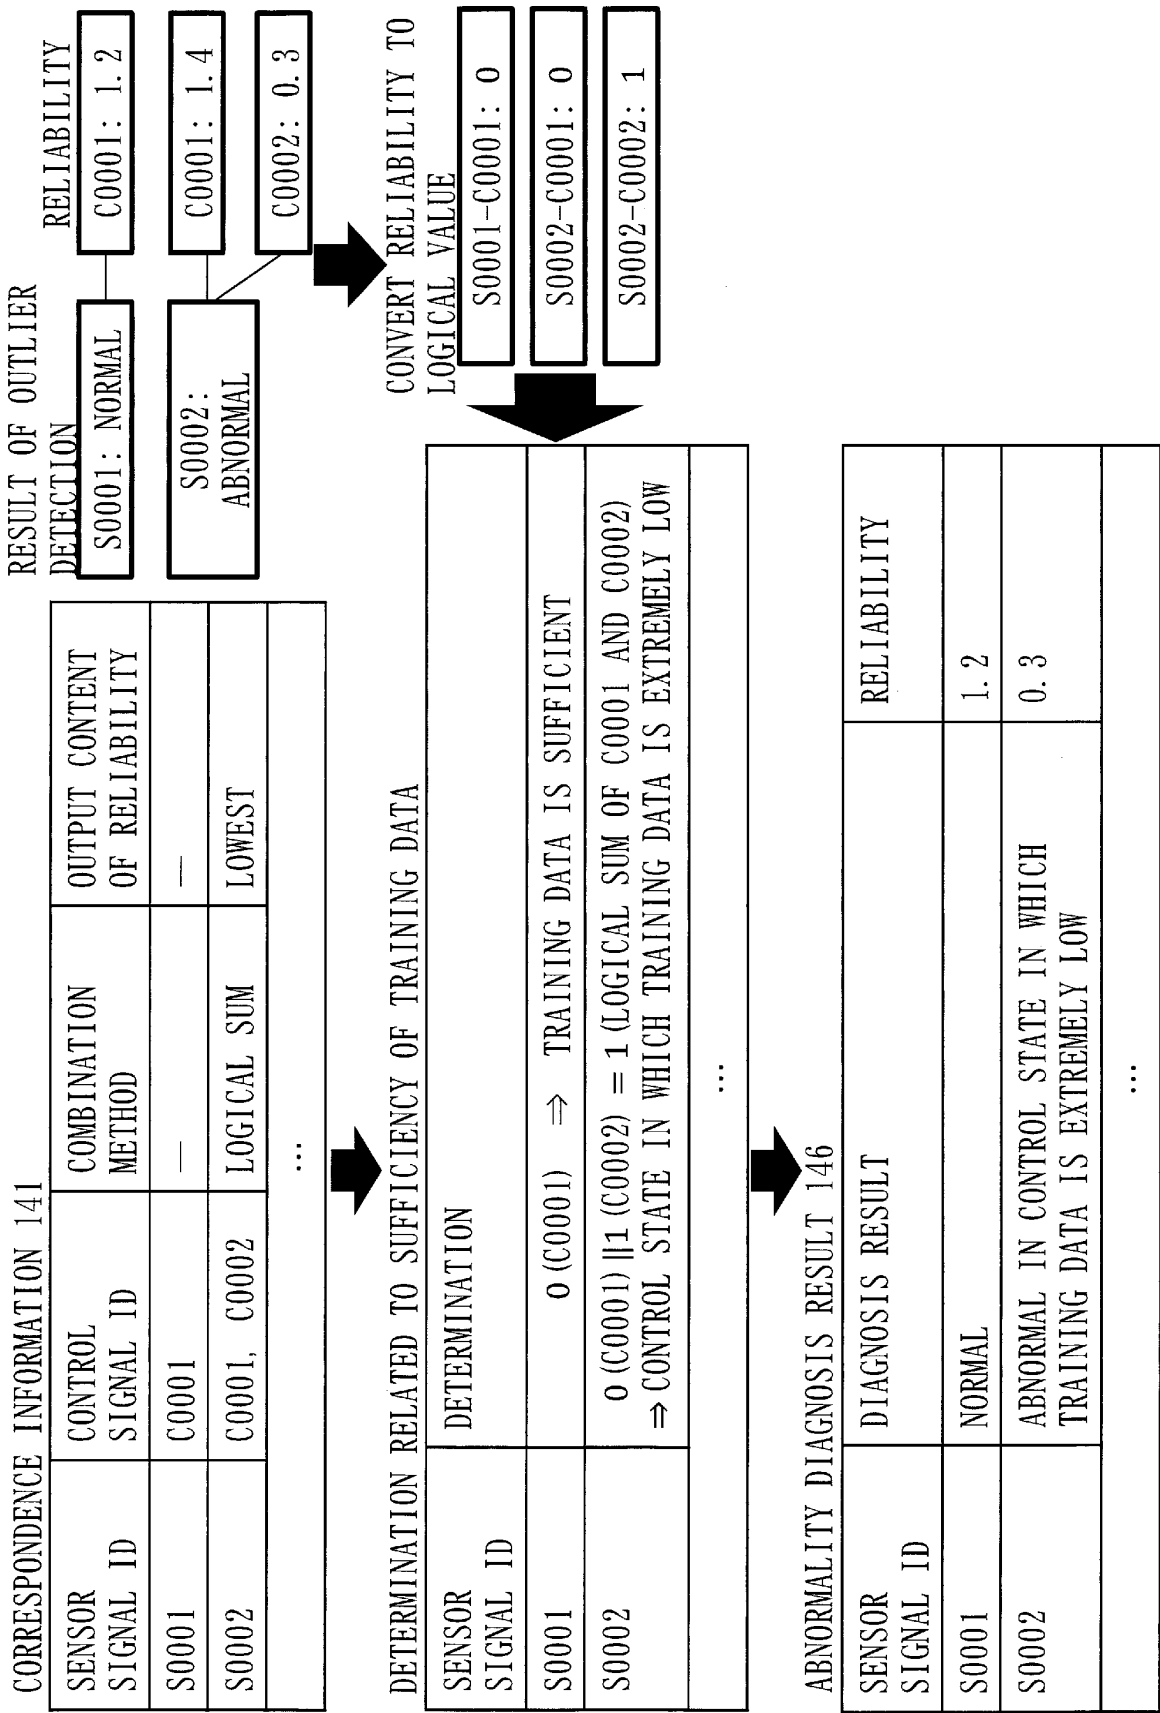 CORRESPONDENCE INFORMATION 141
SENSOR
SIGNAL ID
CONTROL
SIGNAL ID
COMBINATION
METHOD
OUTPUT CONTENT
OF RELIABILITY
S0001
C0001
—
—
S0002
C0001, C0002
LOGICAL SUM
LOWEST
...
RESULT OF OUTLIER
DETECTION
RELIABILITY
S0001: NORMAL
C0001: 1.2
S0002:
ABNORMAL
C0001: 1.4
C0002: 0.3
CONVERT RELIABILITY TO
LOGICAL VALUE
S0001-C0001: 0
S0002-C0001: 0
S0002-C0002: 1
DETERMINATION RELATED TO SUFFICIENCY OF TRAINING DATA
SENSOR
SIGNAL ID
DETERMINATION
S0001
0 (C0001) ⇒ TRAINING DATA IS SUFFICIENT
S0002
0 (C0001) ||1 (C0002) = 1 (LOGICAL SUM OF C0001 AND C0002)
⇒ CONTROL STATE IN WHICH TRAINING DATA IS EXTREMELY LOW
...
ABNORMALITY DIAGNOSIS RESULT 146
SENSOR
SIGNAL ID
DIAGNOSIS RESULT
RELIABILITY
S0001
NORMAL
1.2
S0002
ABNORMAL IN CONTROL STATE IN WHICH
TRAINING DATA IS EXTREMELY LOW
0.3
...